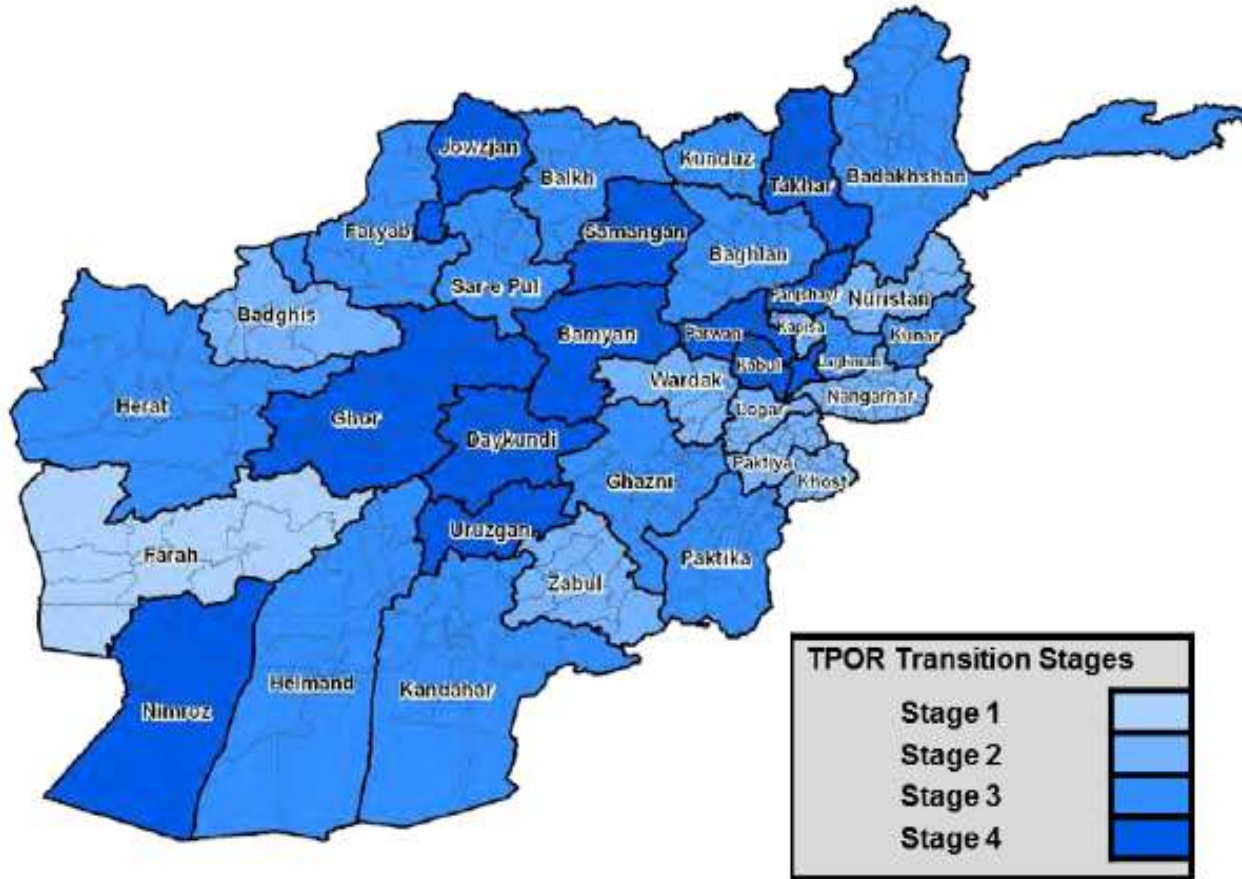 Jowzjan
Balkh
Kunduz
Takhar
Badakhshan
Faryab
Samangan
Baghlan
Sar-e Pul
Badghis
Panjshayr
Nuristan
Bamyan
Parwan
Kapisa
Kunar
Kabul
Laghman
Wardak
Nangarhar
Herat
Ghor
Logar
Daykundi
Paktiya
Ghazni
Khost
Uruzgan
Farah
Paktika
Zabul
Nimroz
Helmand
Kandahar
TPOR Transition Stages
Stage 1
Stage 2
Stage 3
Stage 4